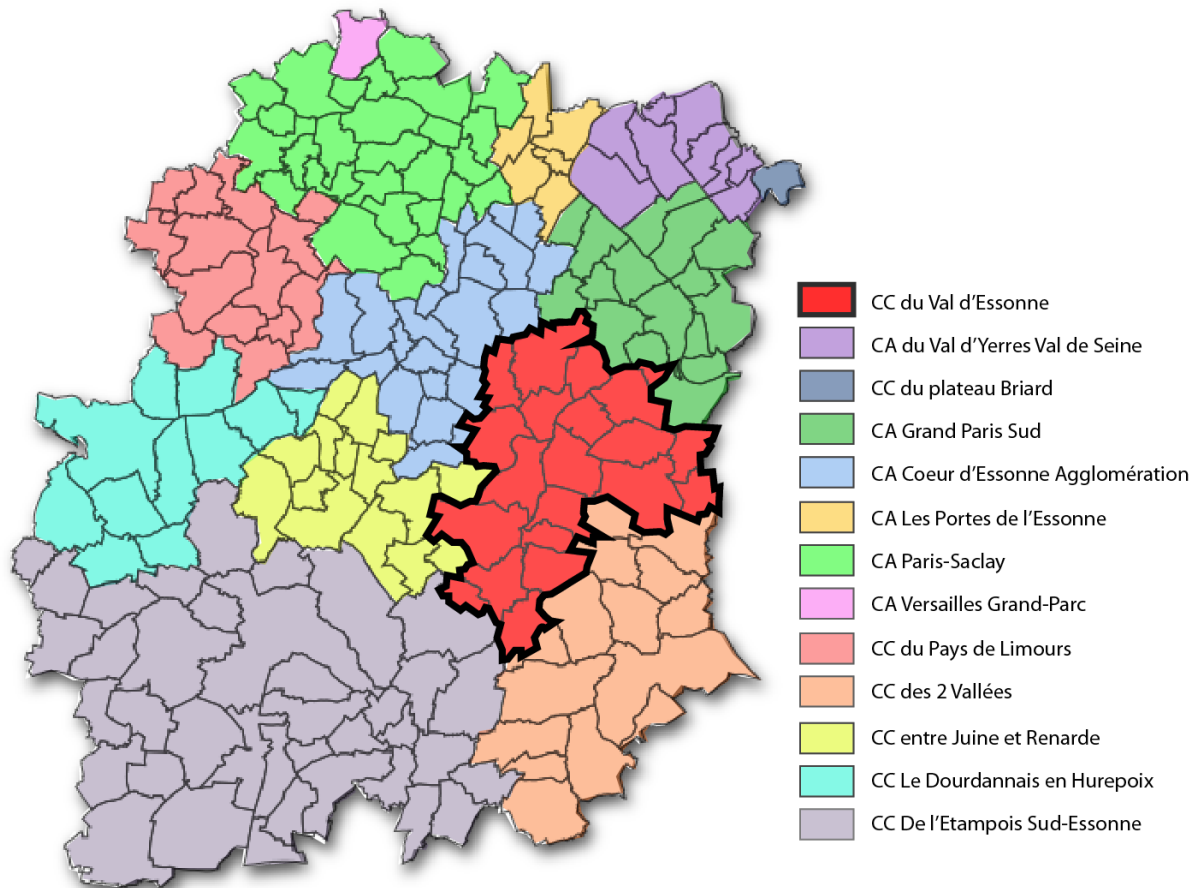 CC du Val d'Essonne
CA du Val d'Yerres Val de Seine
CC du plateau Briard
CA Grand Paris Sud
CA Coeur d'Essonne Agglomération
CA Les Portes de l'Essonne
CA Paris-Saclay
CA Versailles Grand-Parc
CC du Pays de Limours
CC des 2 Vallées
CC entre Juine et Renarde
CC Le Dourdannais en Hurepoix
CC De l'Etampois Sud-Essonne